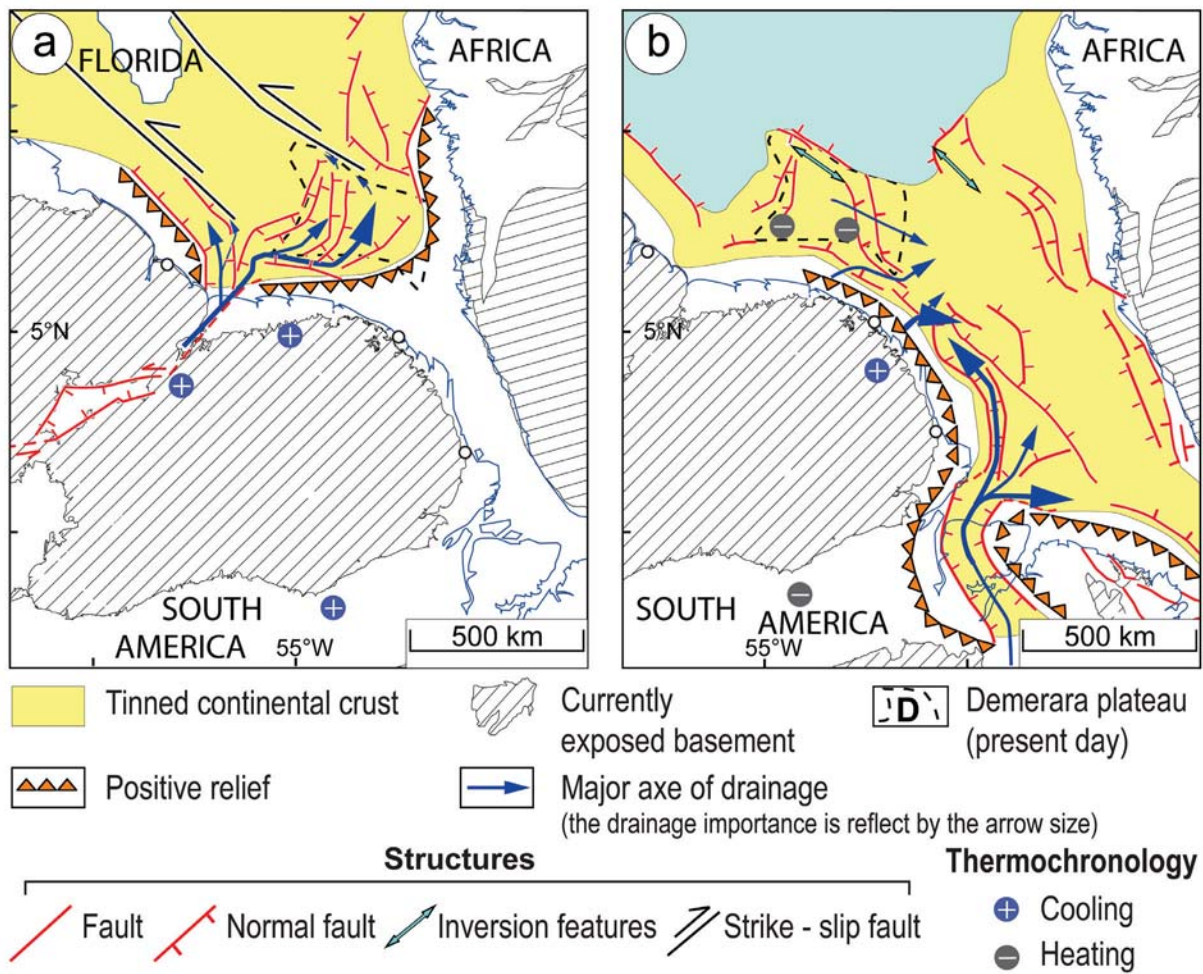 a
FLORIDA
AFRICA
5°N
SOUTH
AMERICA
55°W
500 km
b
AFRICA
5°N
SOUTH
AMERICA
55°W
500 km
Tinned continental crust
Currently
exposed basement
D
Demerara plateau
(present day)
Positive relief
Major axe of drainage
(the drainage importance is reflect by the arrow size)
Structures
Thermochronology
Fault
Normal fault
Inversion features
Strike - slip fault
Cooling
Heating